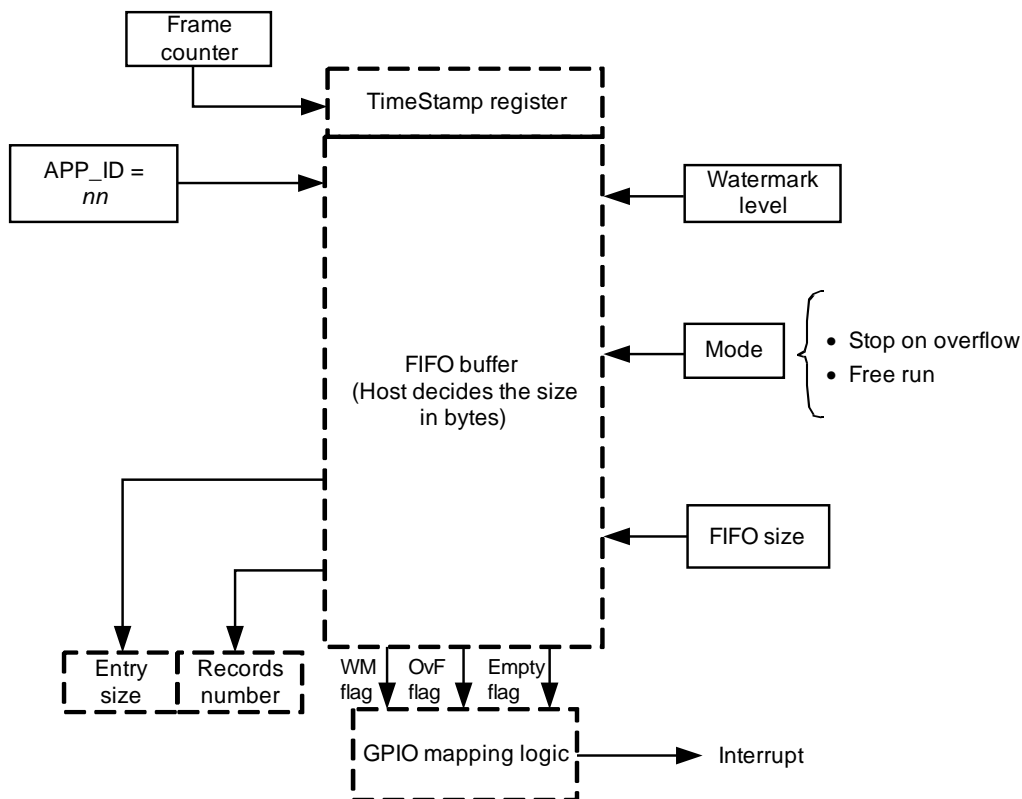 Frame
counter
TimeStamp register
APP_ID =
nn
Watermark
level
FIFO buffer
(Host decides the size
in bytes)
Mode
• Stop on overflow
• Free run
FIFO size
Entry
size
Records
number
WM
flag
OvF
flag
Empty
flag
GPIO mapping logic
Interrupt